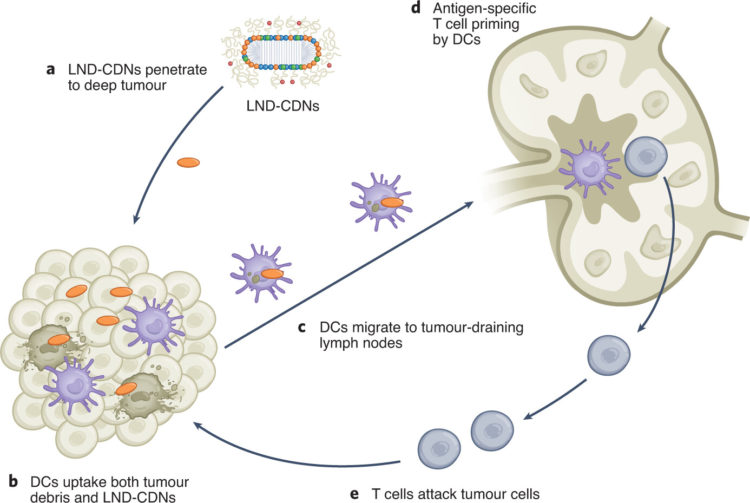 a LND-CDNs penetrate
to deep tumour
LND-CDNs
d Antigen-specific
T cell priming
by DCs
c DCs migrate to tumour-draining
lymph nodes
b DCs uptake both tumour
debris and LND-CDNs
e T cells attack tumour cells